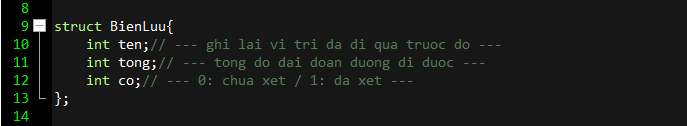 8
9 struct BienLuu{
10 int ten;// --- ghi lai vi tri da di qua truoc do ---
11 int tong;// --- tong do dai doan duong di duoc ---
12 int co;// --- 0: chua xet / 1: da xet ---
13 };
14